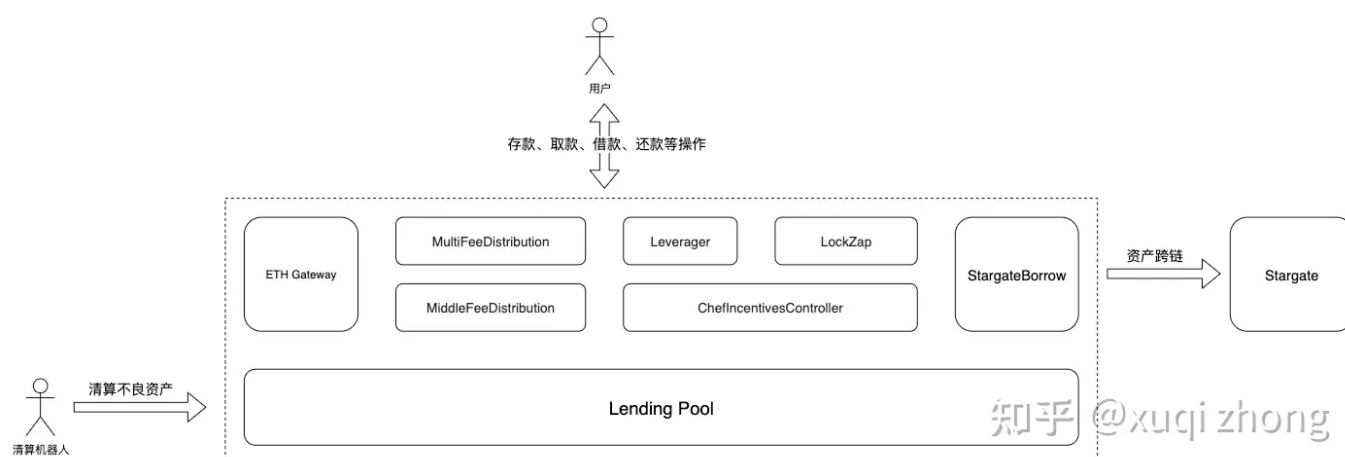 用户
存款、取款、借款、还款等操作
ETH Gateway
MultiFeeDistribution
Leverager
LockZap
StargateBorrow
资产跨链
Stargate
MiddleFeeDistribution
ChefIncentivesController
清算不良资产
Lending Pool
清算机器人
知乎 @xuqi zhong